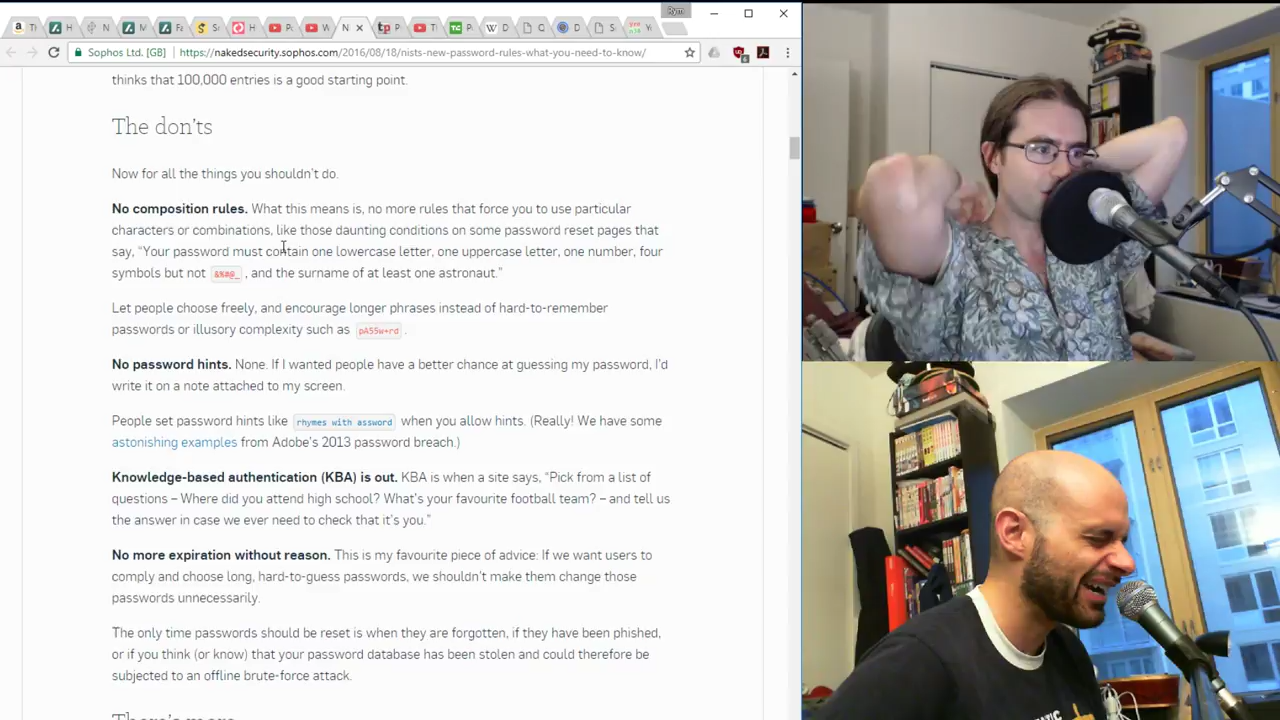 Rym
Sophos Ltd. [GB]
https://nakedsecurity.sophos.com/2016/08/18/nists-new-password-rules-what-you-need-to-know/
thinks that 100,000 entries is a good starting point.
The don'ts
Now for all the things you shouldn't do.
No composition rules. What this means is, no more rules that force you to use particular
characters or combinations, like those daunting conditions on some password reset pages that
say, “Your password must contain one lowercase letter, one uppercase letter, one number, four
symbols but not &%#@_ , and the surname of at least one astronaut.”
Let people choose freely, and encourage longer phrases instead of hard-to-remember
passwords or illusory complexity such as pA55w+rd .
No password hints. None. If I wanted people have a better chance at guessing my password, I'd
write it on a note attached to my screen.
People set password hints like rhymes with assword when you allow hints. (Really! We have some
astonishing examples from Adobe's 2013 password breach.)
Knowledge-based authentication (KBA) is out. KBA is when a site says, “Pick from a list of
questions – Where did you attend high school? What's your favourite football team? – and tell us
the answer in case we ever need to check that it's you.”
No more expiration without reason. This is my favourite piece of advice: If we want users to
comply and choose long, hard-to-guess passwords, we shouldn't make them change those
passwords unnecessarily.
The only time passwords should be reset is when they are forgotten, if they have been phished,
or if you think (or know) that your password database has been stolen and could therefore be
subjected to an offline brute-force attack.
There's more